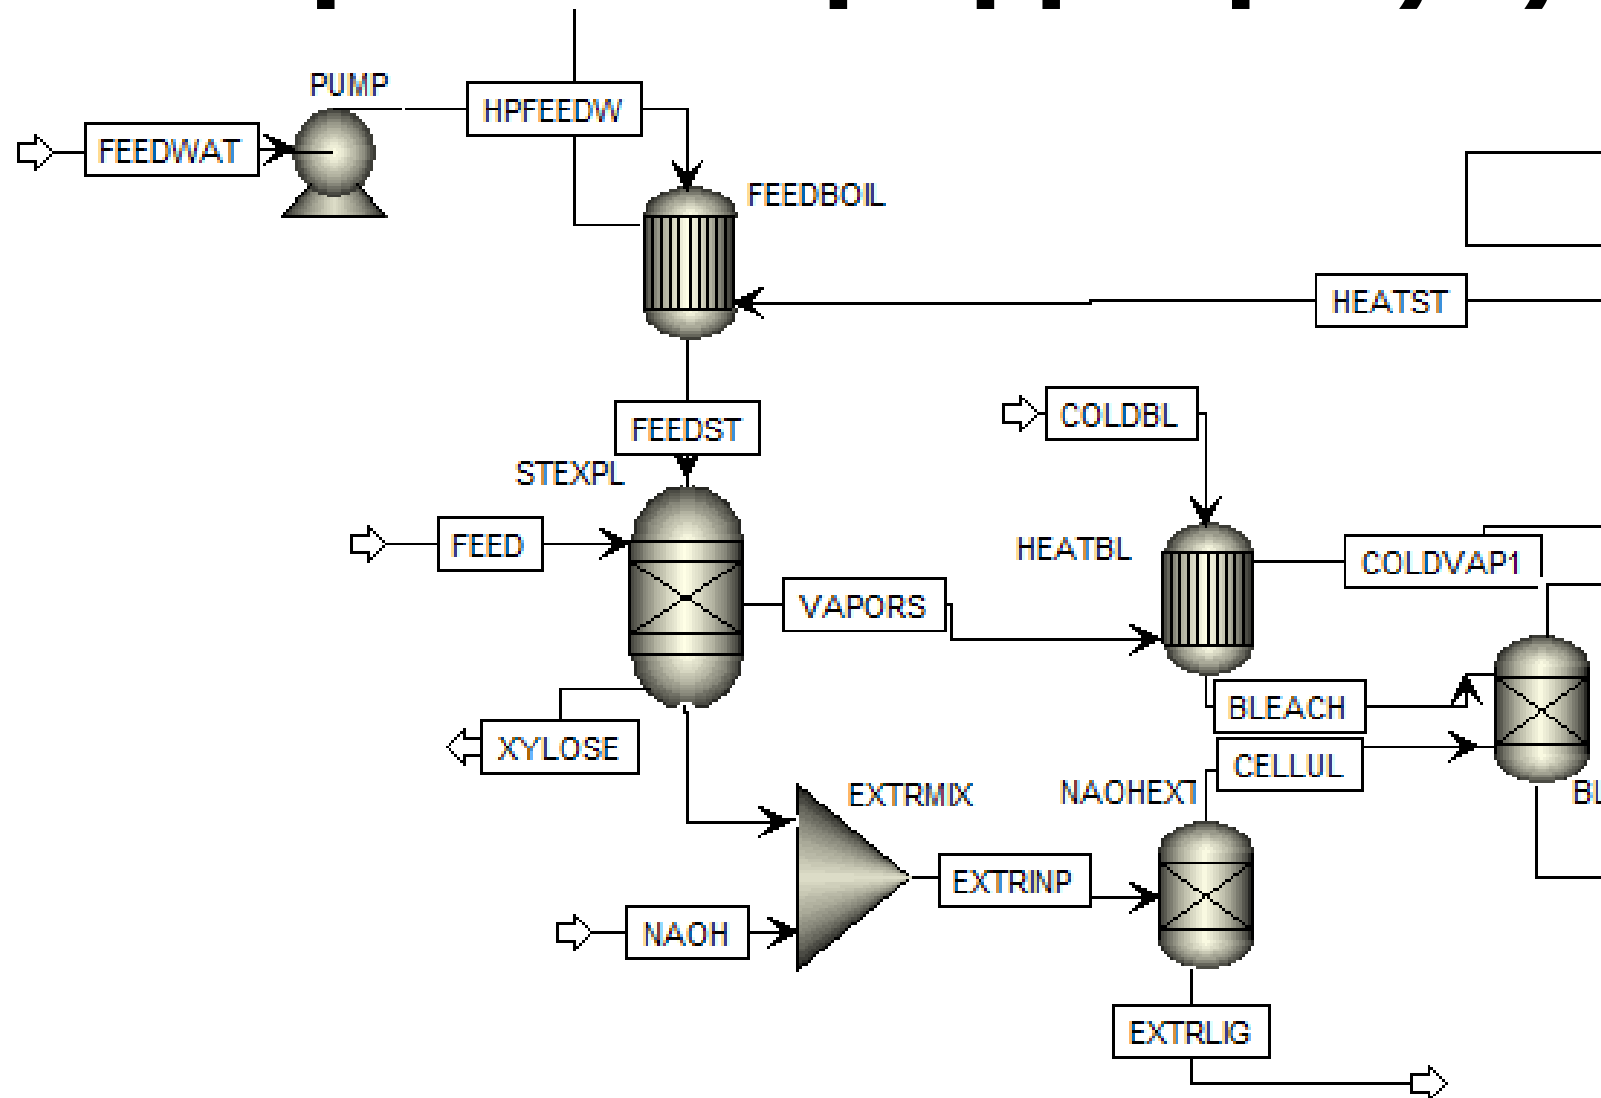 PUMP
HPFEEDW
FEEDWAT
FEEDBOIL
HEATST
COLDBL
FEEDST
STEXPL
FEED
HEATBL
COLDVAP1
VAPORS
BLEACH
XYLOSE
CELLUL
EXTRMIX
NAOHEXT
BL
EXTRINP
NAOH
EXTRLIG